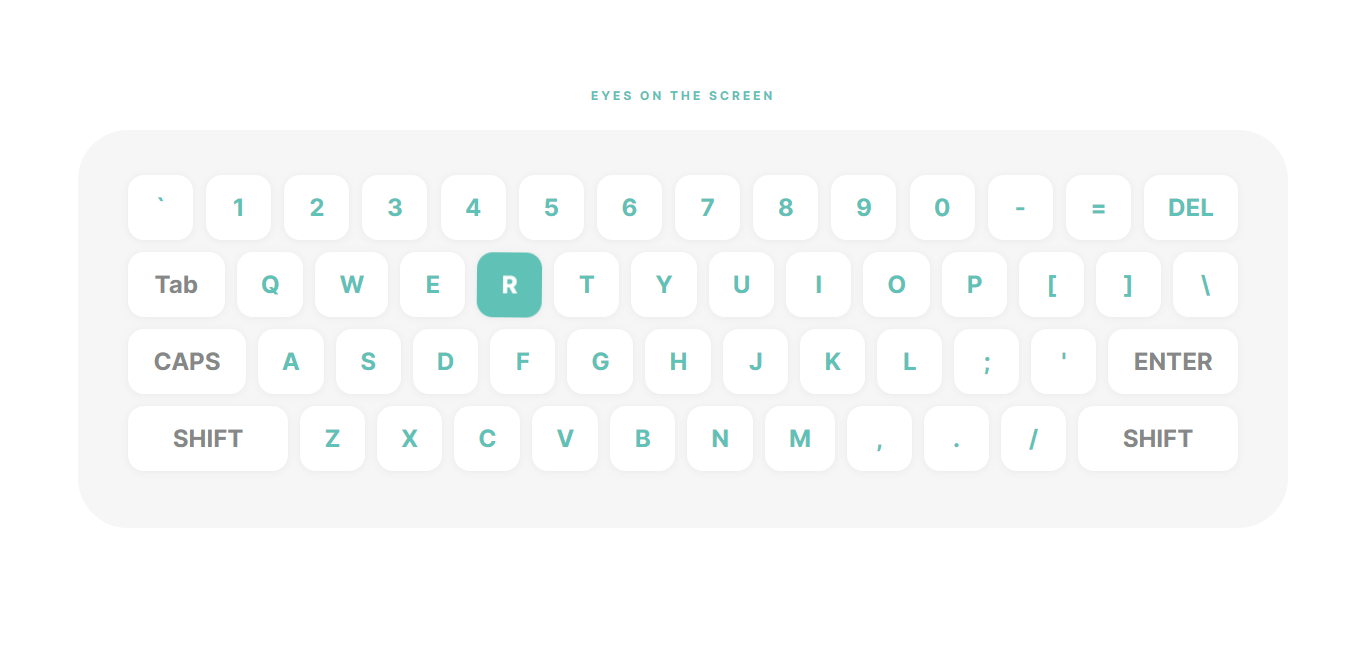 EYES ON THE SCREEN
` 1 2 3 4 5 6 7 8 9 0 - = DEL
Tab Q W E R T Y U I O P [ ] \
CAPS A S D F G H J K L ; ' ENTER
SHIFT Z X C V B N M , . / SHIFT